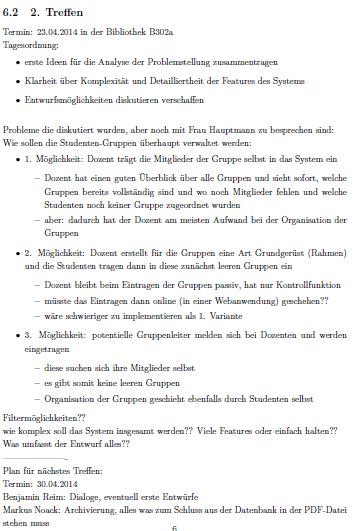 6.2 2. Treffen
Termin: 23.04.2014 in der Bibliothek B302a
Tagesordnung:
• erste Ideen für die Analyse der Problemstellung zusammentragen
• Klarheit über Komplexität und Detailliertheit der Features des Systems
• Entwurfsmöglichkeiten diskutieren verschaffen
Probleme die diskutiert wurden, aber noch mit Frau Hauptmann zu besprechen sind:
Wie sollen die Studenten-Gruppen überhaupt verwaltet werden:
• 1. Möglichkeit: Dozent trägt die Mitglieder der Gruppe selbst in das System ein
– Dozent hat einen guten Überblick über alle Gruppen und sieht sofort, welche
Gruppen bereits vollständig sind und wo noch Mitglieder fehlen und welche
Studenten noch keiner Gruppe zugeordnet wurden
– aber: dadurch hat der Dozent am meisten Aufwand bei der Organisation der
Gruppen
• 2. Möglichkeit: Dozent erstellt für die Gruppen eine Art Grundgerüst (Rahmen)
und die Studenten tragen dann in diese zunächst leeren Gruppen ein
– Dozent bleibt beim Eintragen der Gruppen passiv, hat nur Kontrollfunktion
– müsste das Eintragen dann online (in einer Webanwendung) geschehen??
– wäre schwieriger zu implementieren als 1. Variante
• 3. Möglichkeit: potentielle Gruppenleiter melden sich bei Dozenten und werden
eingetragen
– diese suchen sich ihre Mitglieder selbst
– es gibt somit keine leeren Gruppen
– Organisation der Gruppen geschieht ebenfalls durch Studenten selbst
Filtermöglichkeiten??
wie komplex soll das System insgesamt werden?? Viele Features oder einfach halten??
Was umfasst der Entwurf alles??
————————-
Plan für nächstes Treffen:
Termin: 30.04.2014
Benjamin Reim: Dialoge, eventuell erste Entwürfe
Markus Noack: Archivierung, alles was zum Schluss aus der Datenbank in der PDF-Datei
stehen muss
6